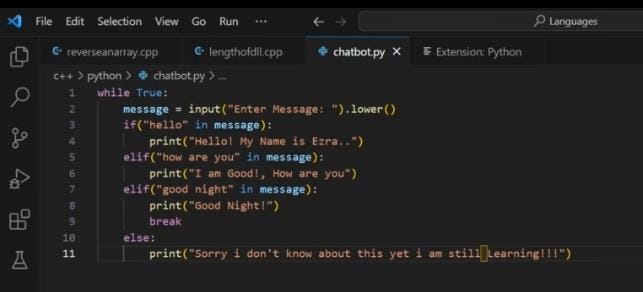 File Edit Selection View Go Run ... Languages
reverseanarray.cpp lengthofdll.cpp chatbot.py × Extension: Python
c++ > python > chatbot.py > ...
1 while True:
2 message = input("Enter Message: ").lower()
3 if("hello" in message):
4 print("Hello! My Name is Ezra..")
5 elif("how are you" in message):
6 print("I am Good!, How are you")
7 elif("good night" in message):
8 print("Good Night!")
9 break
10 else:
11 print("Sorry i don't know about this yet i am still Learning!!!")